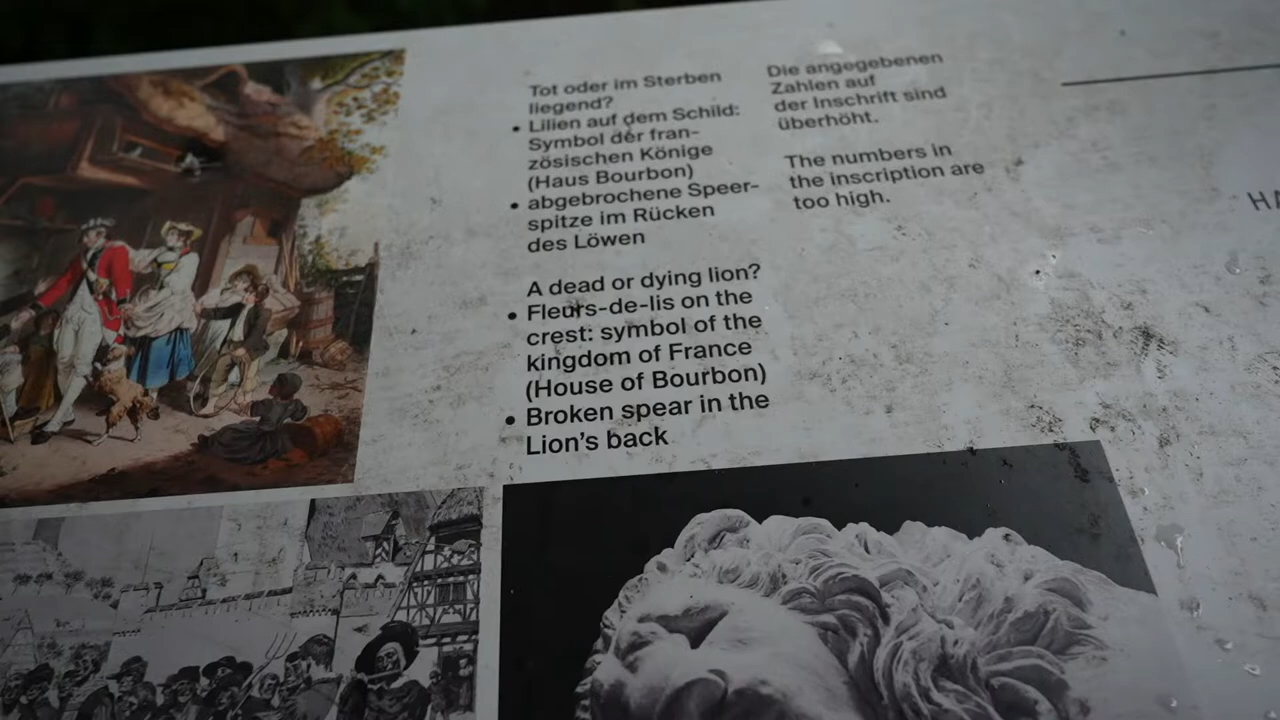 Tot oder im Sterben
liegend?
• Lilien auf dem Schild:
Symbol der fran-
zösischen Könige
(Haus Bourbon)
• abgebrochene Speer-
spitze im Rücken
des Löwen
A dead or dying lion?
• Fleurs-de-lis on the
crest: symbol of the
kingdom of France
(House of Bourbon)
• Broken spear in the
Lion's back
Die angegebenen
Zahlen auf
der Inschrift sind
überhöht.
The numbers in
the inscription are
too high.